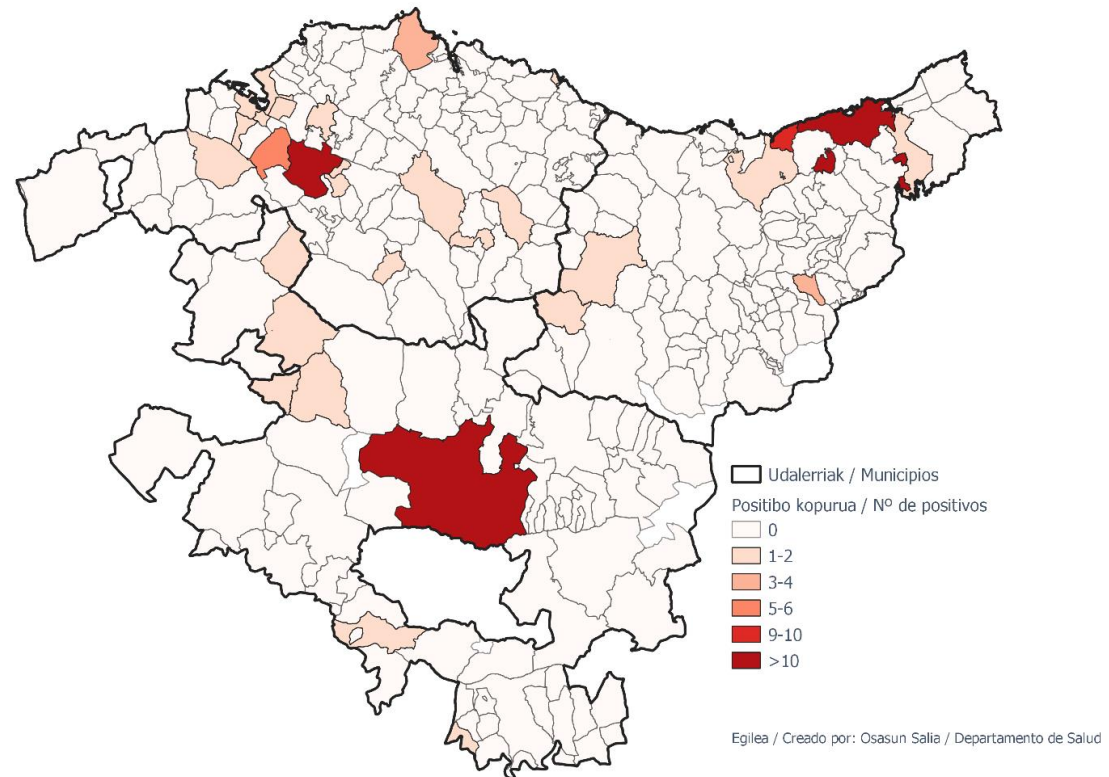 Udalerriak / Municipios
Positibo kopurua / Nº de positivos
0
1-2
3-4
5-6
9-10
>10
Egilea / Creado por: Osasun Salia / Departamento de Salud